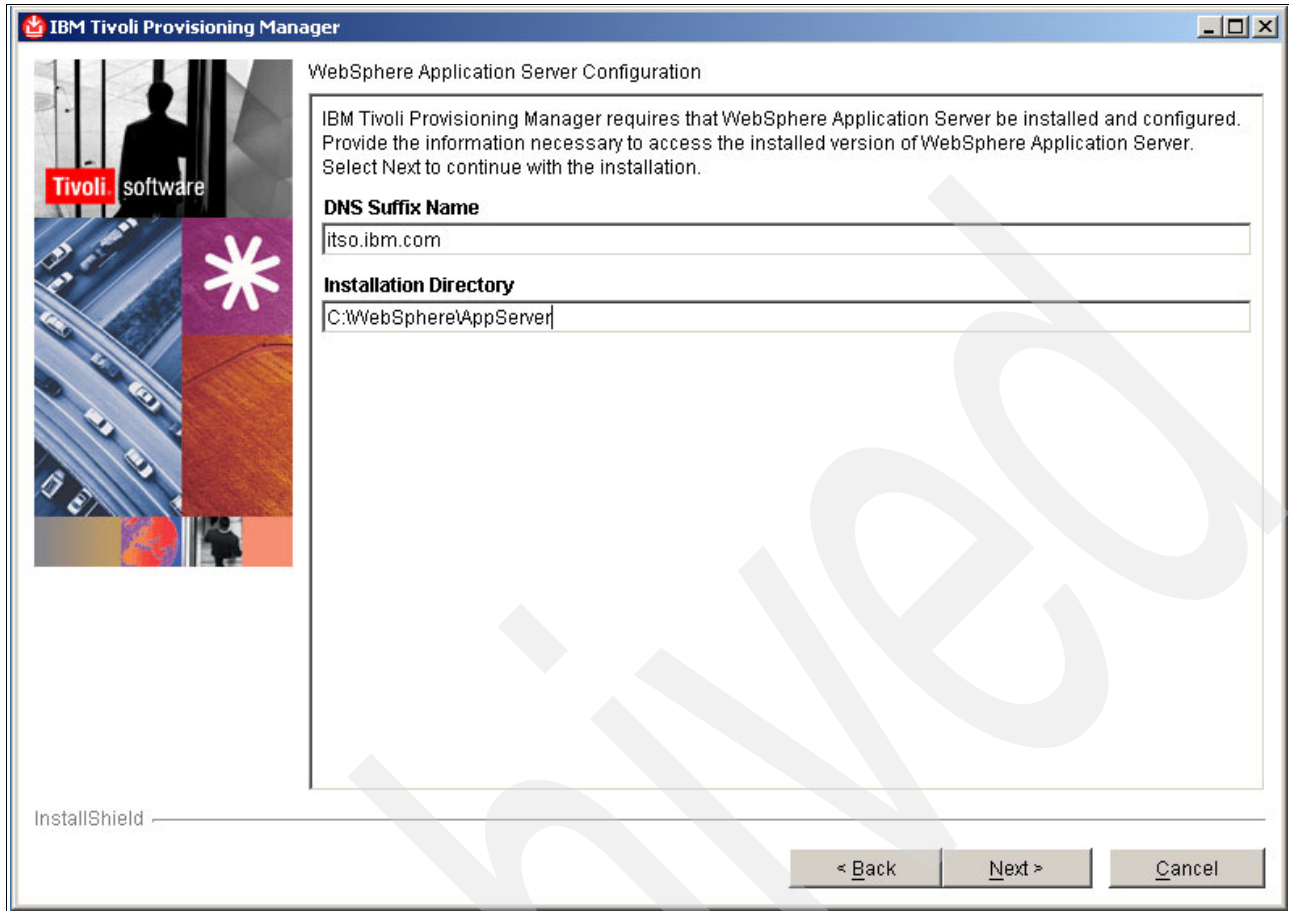 IBM Tivoli Provisioning Manager
WebSphere Application Server Configuration
IBM Tivoli Provisioning Manager requires that WebSphere Application Server be installed and configured.
Provide the information necessary to access the installed version of WebSphere Application Server.
Select Next to continue with the installation.
Tivoli. software
DNS Suffix Name
itso.ibm.com
Installation Directory
C:\WebSphere\AppServer
InstallShield
< Back
Next >
Cancel
hived